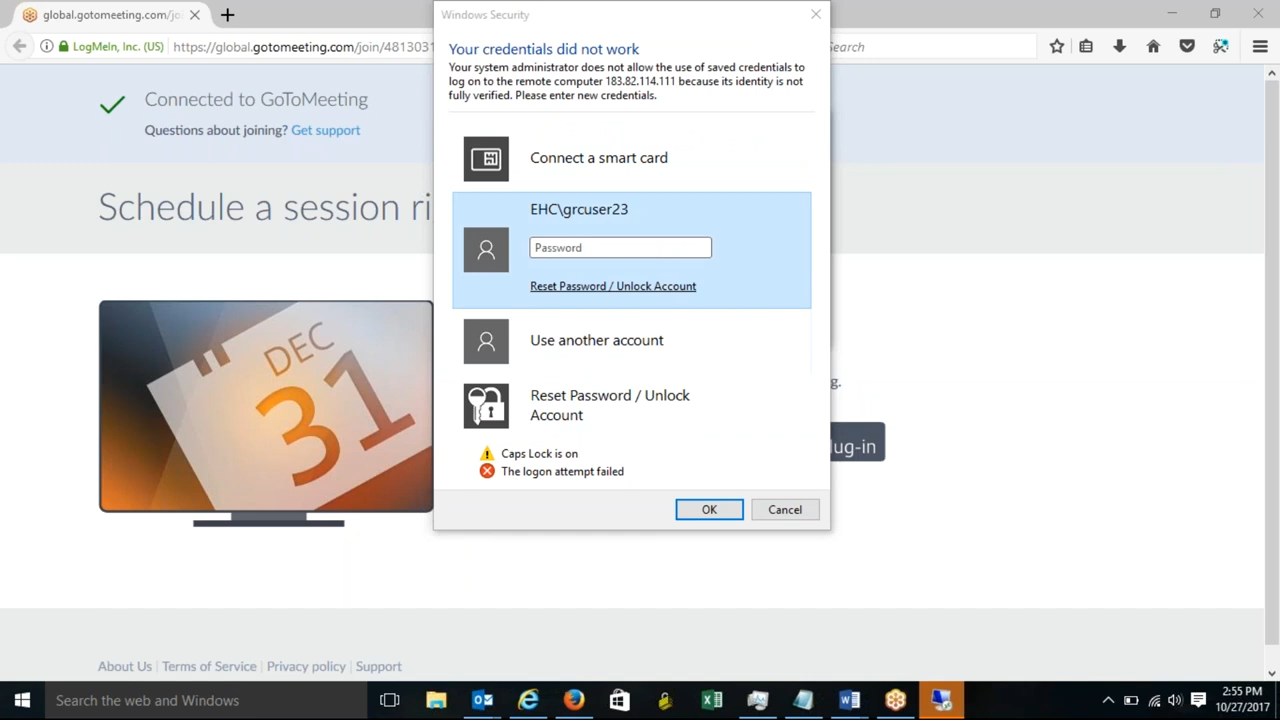 global.gotomeeting.com/joi
Windows Security
LogMeIn, Inc. (US)
https://global.gotomeeting.com/join/4813031
Search
Your credentials did not work
Your system administrator does not allow the use of saved credentials to
log on to the remote computer 183.82.114.111 because its identity is not
fully verified. Please enter new credentials.
Connected to GoToMeeting
Questions about joining? Get support
Connect a smart card
Schedule a session ri
EHC\grcuser23
Password
Reset Password / Unlock Account
DEC
31
Use another account
g.
Reset Password / Unlock
Account
lug-in
Caps Lock is on
The logon attempt failed
OK
Cancel
About Us | Terms of Service | Privacy policy | Support
Search the web and Windows
2:55 PM
10/27/2017